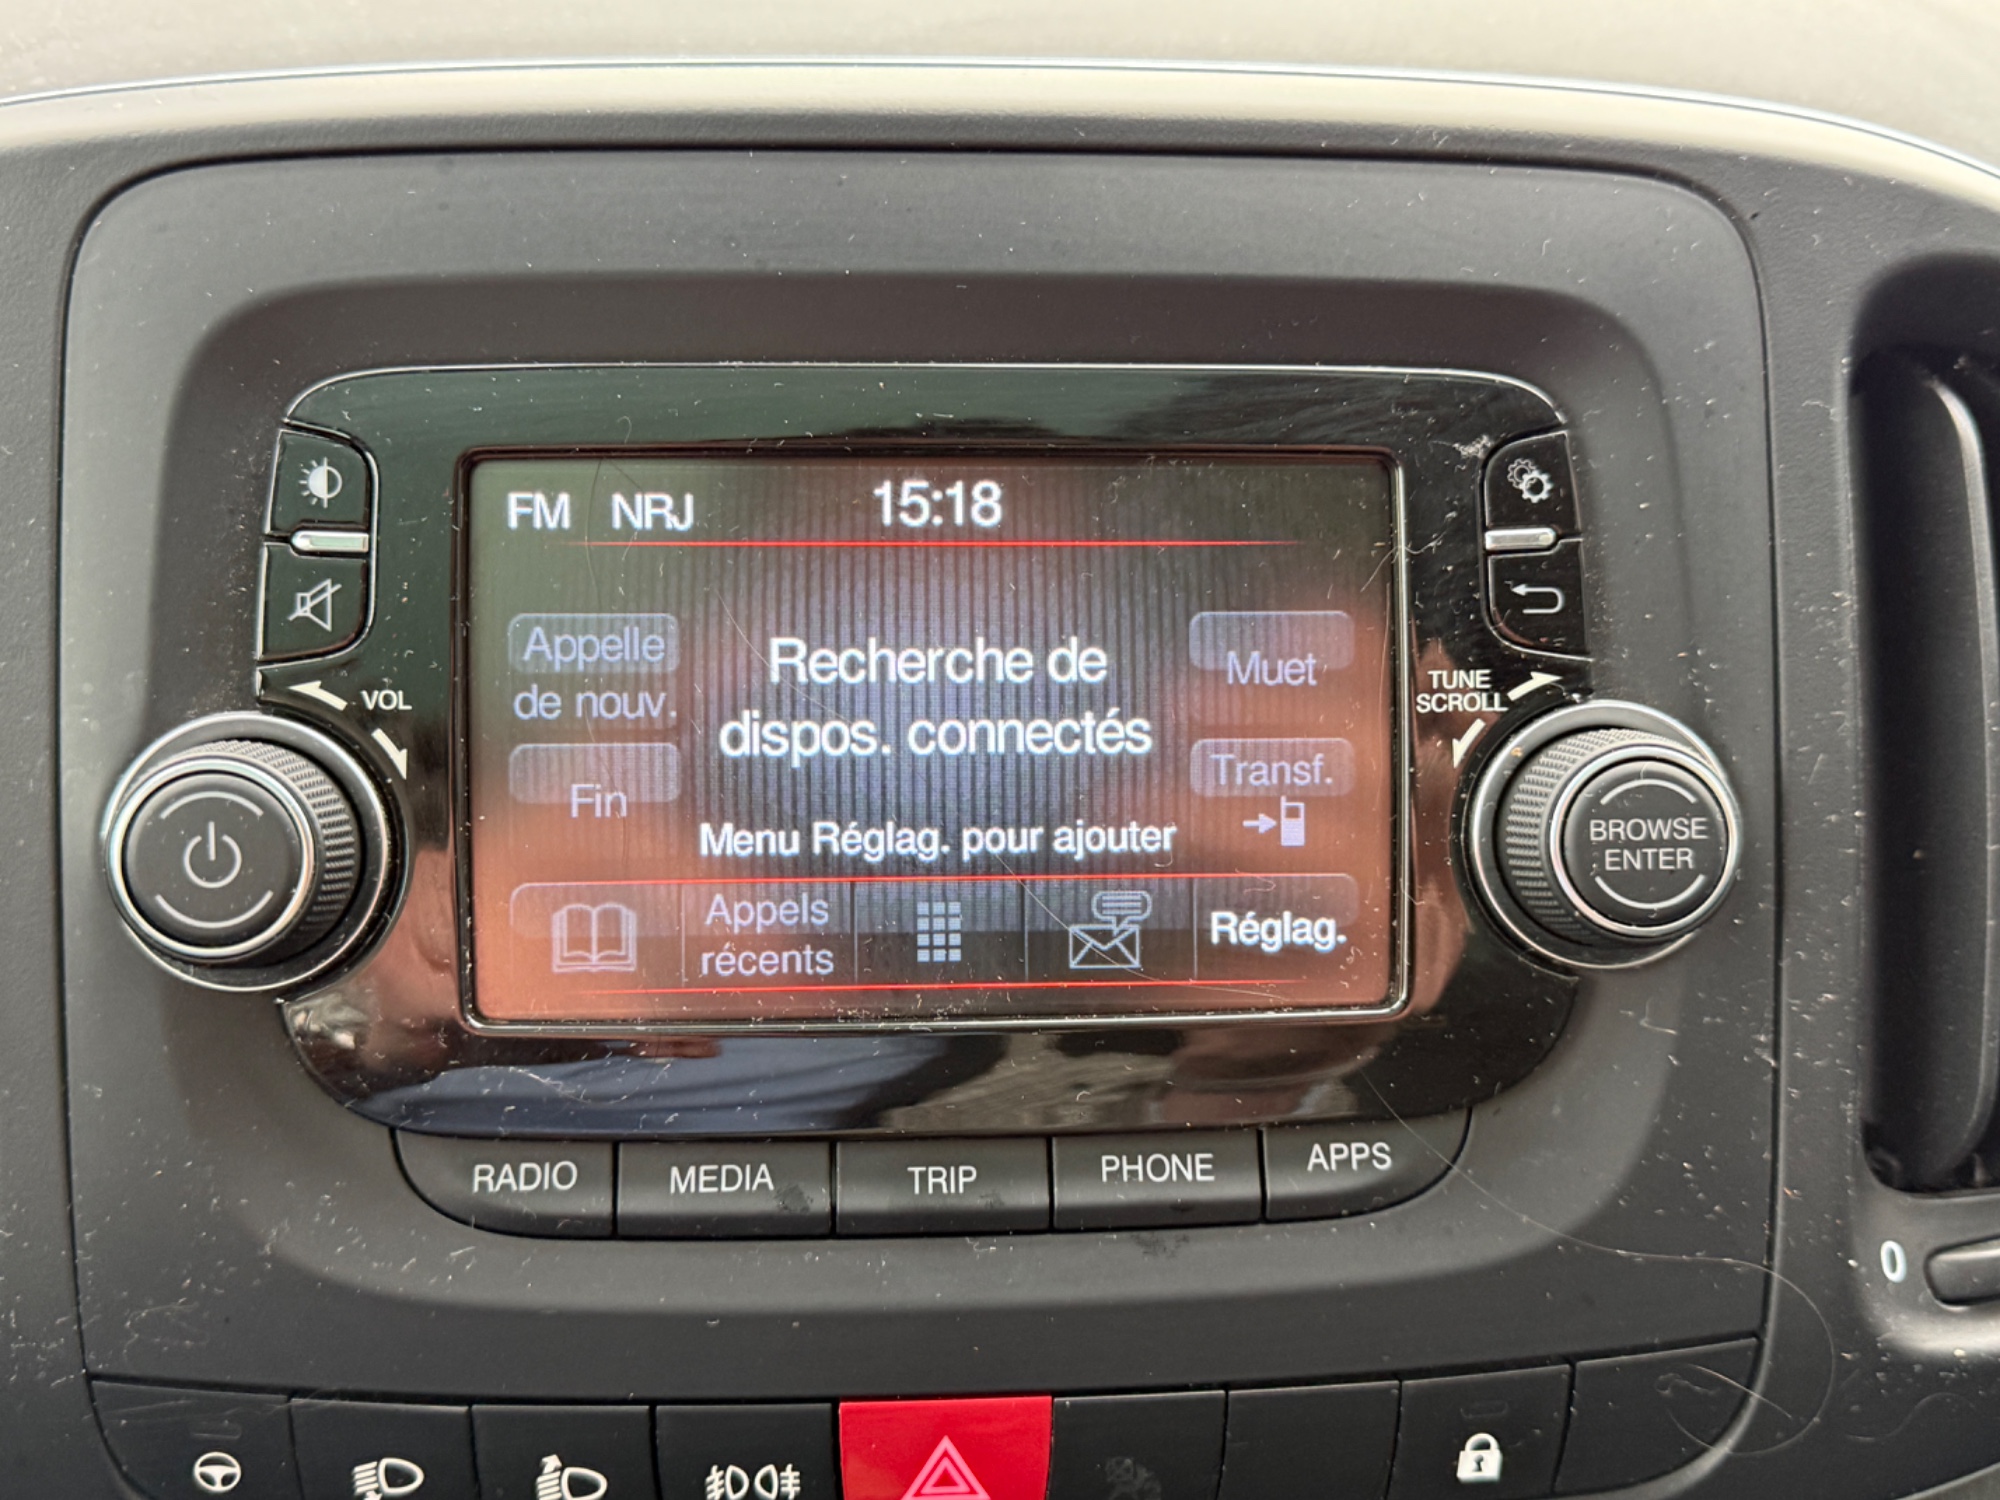 FM NRJ 15:18
Appelle
de nouv.
Recherche de
dispos. connectés
Muet
Fin
Transf.
Menu Réglag. pour ajouter
Appels
récents
Réglag.
VOL
TUNE
SCROLL
BROWSE
ENTER
RADIO MEDIA TRIP PHONE APPS
0